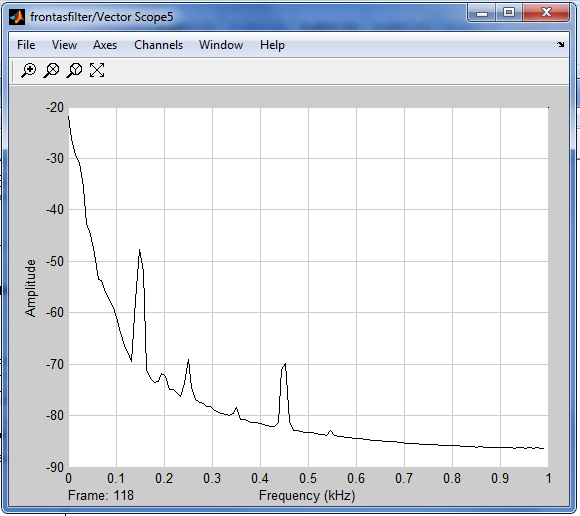 frontasfilter/Vector Scope5
File View Axes Channels Window Help
-20
-30
-40
-50
-60
-70
-80
-90
Amplitude
0 0.1 0.2 0.3 0.4 0.5 0.6 0.7 0.8 0.9 1
Frame: 118 Frequency (kHz)